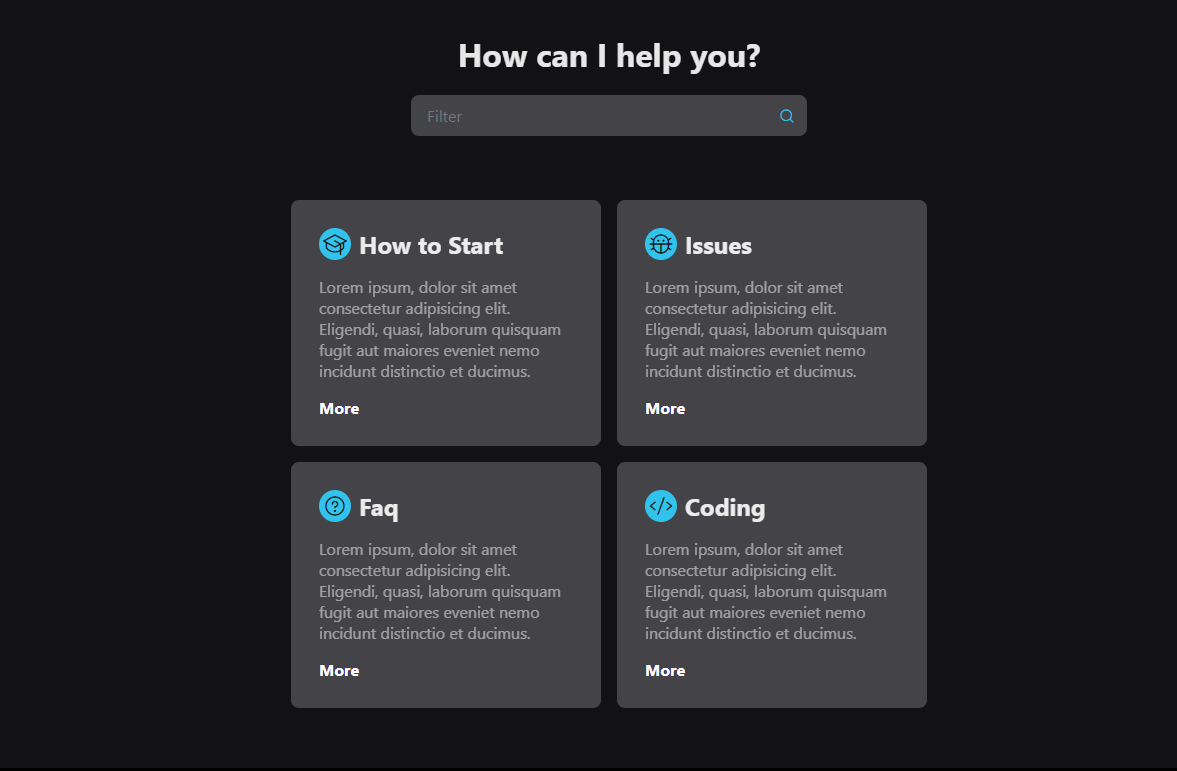 How can I help you?
Filter
How to Start
Lorem ipsum, dolor sit amet
consectetur adipisicing elit.
Eligendi, quasi, laborum quisquam
fugit aut maiores eveniet nemo
incidunt distinctio et ducimus.
More
Issues
Lorem ipsum, dolor sit amet
consectetur adipisicing elit.
Eligendi, quasi, laborum quisquam
fugit aut maiores eveniet nemo
incidunt distinctio et ducimus.
More
Faq
Lorem ipsum, dolor sit amet
consectetur adipisicing elit.
Eligendi, quasi, laborum quisquam
fugit aut maiores eveniet nemo
incidunt distinctio et ducimus.
More
Coding
Lorem ipsum, dolor sit amet
consectetur adipisicing elit.
Eligendi, quasi, laborum quisquam
fugit aut maiores eveniet nemo
incidunt distinctio et ducimus.
More